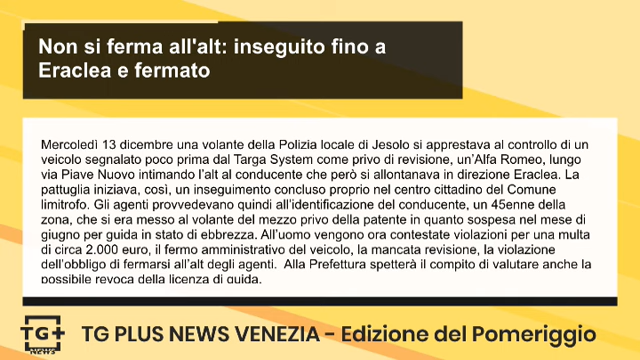 Non si ferma all'alt: inseguito fino a
Eraclea e fermato
Mercoledì 13 dicembre una volante della Polizia locale di Jesolo si apprestava al controllo di un
veicolo segnalato poco prima dal Targa System come privo di revisione, un'Alfa Romeo, lungo
via Piave Nuovo intimando l'alt al conducente che però si allontanava in direzione Eraclea. La
pattuglia iniziava, così, un inseguimento concluso proprio nel centro cittadino del Comune
limitrofo. Gli agenti provvedevano quindi all'identificazione del conducente, un 45enne della
zona, che si era messo al volante del mezzo privo della patente in quanto sospesa nel mese di
giugno per guida in stato di ebbrezza. All'uomo vengono ora contestate violazioni per una multa
di circa 2.000 euro, il fermo amministrativo del veicolo, la mancata revisione, la violazione
dell'obbligo di fermarsi all'alt degli agenti.  Alla Prefettura spetterà il compito di valutare anche la
possibile revoca della licenza di guida.
TG+
NEWS
TG PLUS NEWS VENEZIA - Edizione del Pomeriggio